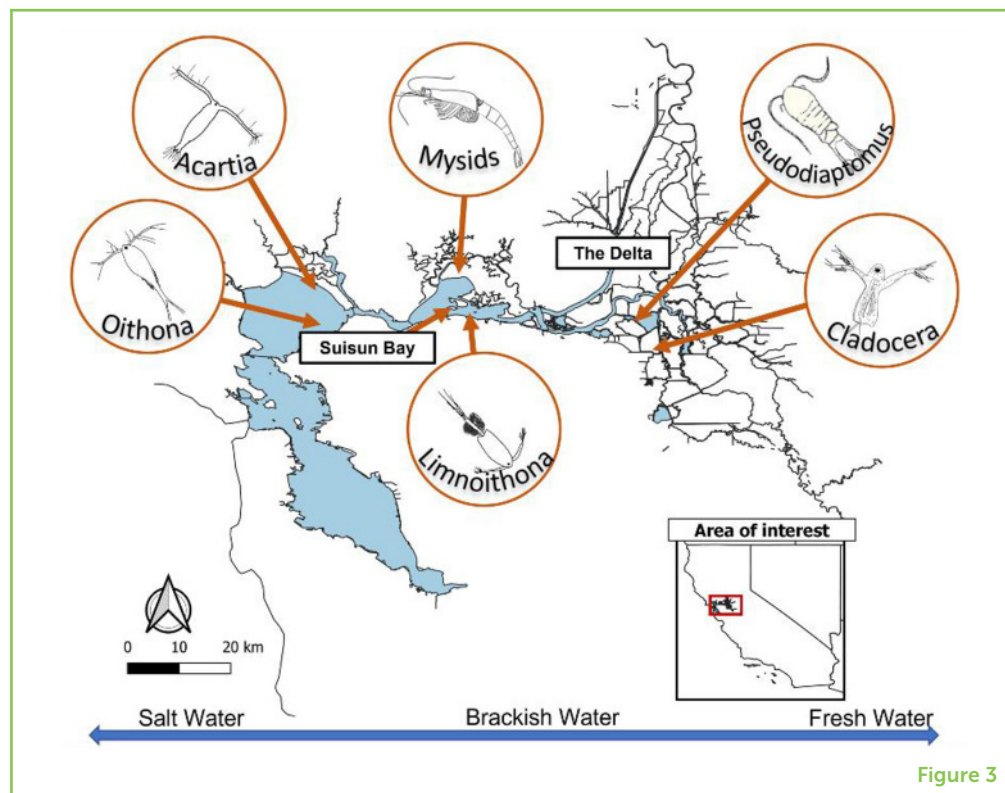 Acartia
Mysids
Pseudodiaptomus
Oithona
The Delta
Cladocera
Suisun Bay
Limnoithona
Area of interest
0 10 20 km
Salt Water Brackish Water Fresh Water
Figure 3